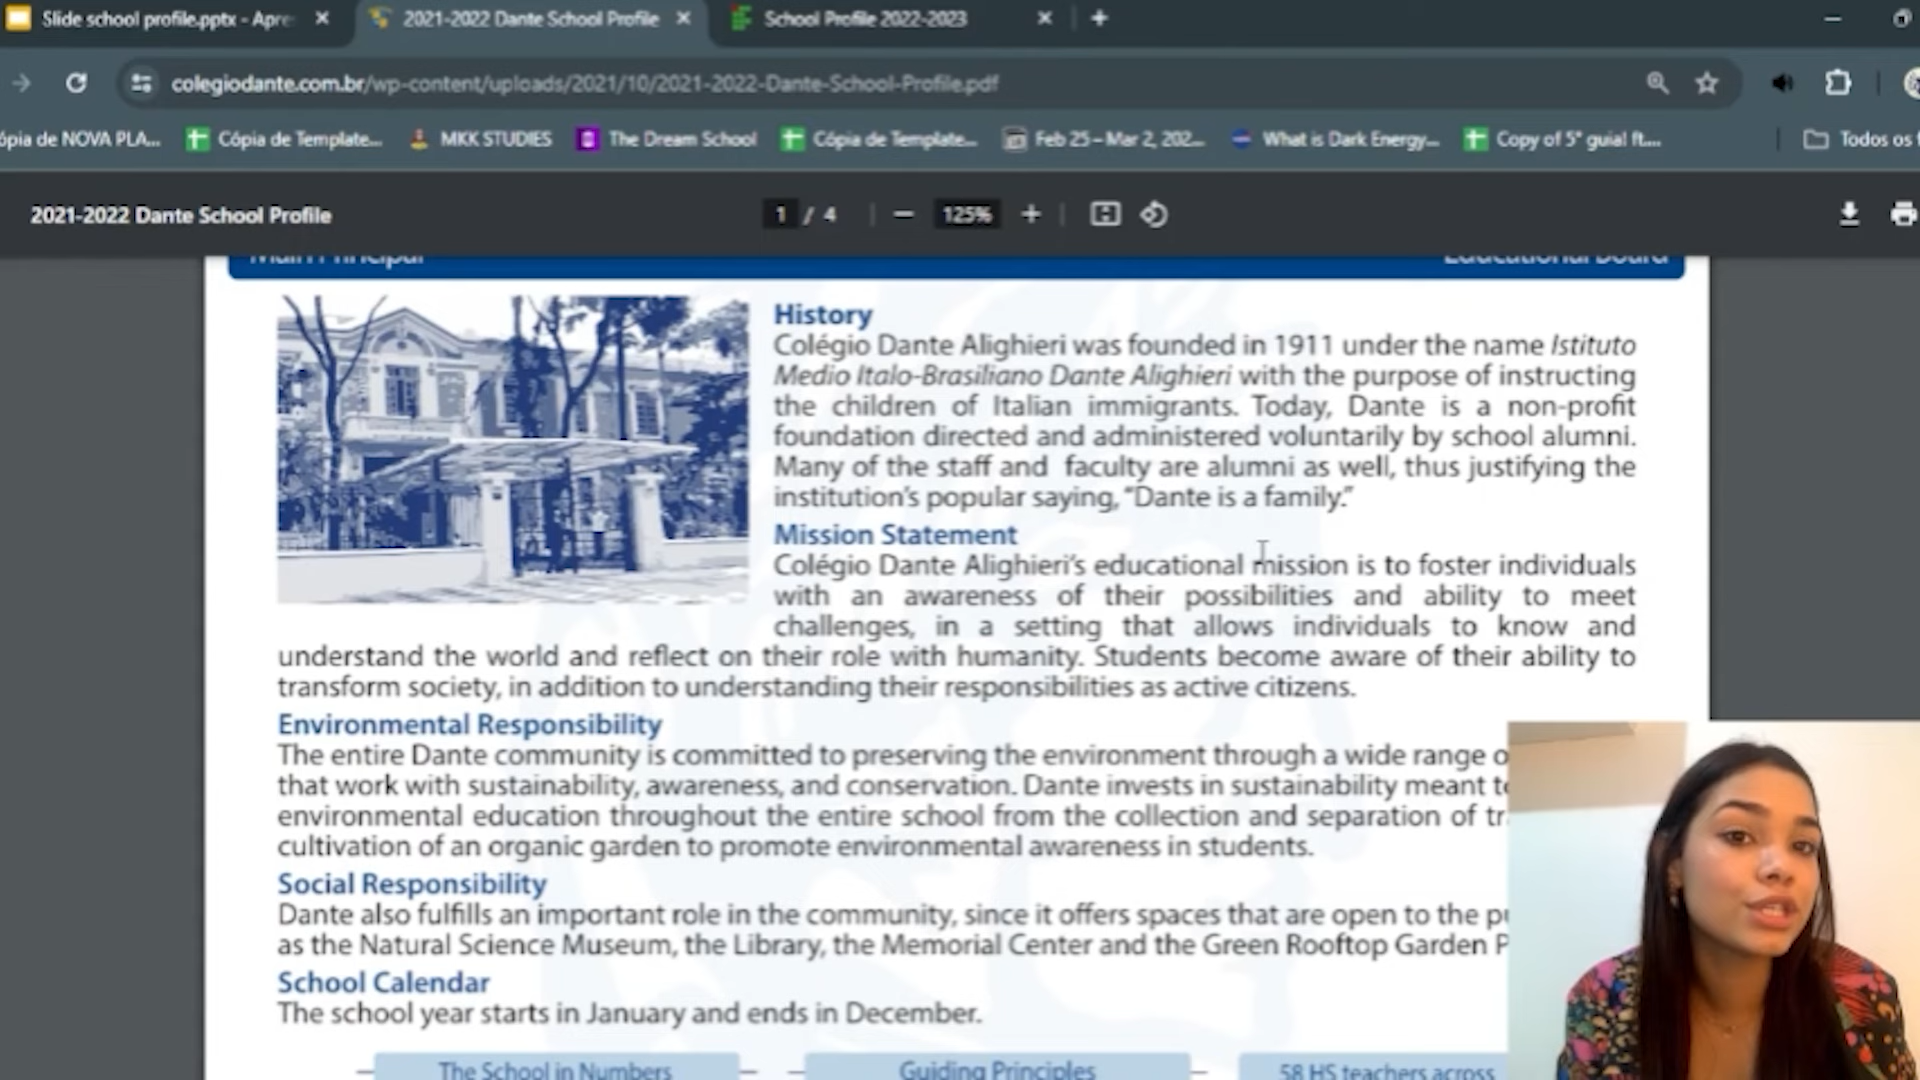 Slide school profile.pptx - Apre
2021-2022 Dante School Profile
School Profile 2022-2023
colegiodante.com.br/wp-content/uploads/2021/10/2021-2022-Dante-School-Profile.pdf
ópia de NOVA PLA...
Cópia de Template...
MKK STUDIES
The Dream School
Cópia de Template...
Feb 25 – Mar 2, 202...
What is Dark Energy...
Copy of 5° guial ft....
Todos os f
2021-2022 Dante School Profile
1 / 4
125%
Main Principal
Educational Board
History
Colégio Dante Alighieri was founded in 1911 under the name Istituto
Medio Italo-Brasiliano Dante Alighieri with the purpose of instructing
the children of Italian immigrants. Today, Dante is a non-profit
foundation directed and administered voluntarily by school alumni.
Many of the staff and faculty are alumni as well, thus justifying the
institution's popular saying, “Dante is a family.”
Mission Statement
Colégio Dante Alighieri's educational mission is to foster individuals
with an awareness of their possibilities and ability to meet
challenges, in a setting that allows individuals to know and
understand the world and reflect on their role with humanity. Students become aware of their ability to
transform society, in addition to understanding their responsibilities as active citizens.
Environmental Responsibility
The entire Dante community is committed to preserving the environment through a wide range o
that work with sustainability, awareness, and conservation. Dante invests in sustainability meant t
environmental education throughout the entire school from the collection and separation of tr
cultivation of an organic garden to promote environmental awareness in students.
Social Responsibility
Dante also fulfills an important role in the community, since it offers spaces that are open to the p
as the Natural Science Museum, the Library, the Memorial Center and the Green Rooftop Garden P
School Calendar
The school year starts in January and ends in December.
The School in Numbers
Guiding Principles
58 HS teachers across